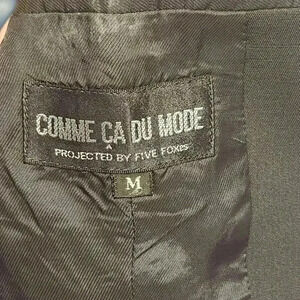 COMME ÇA DU MODE
PROJECTED BY FIVE FOXes
M